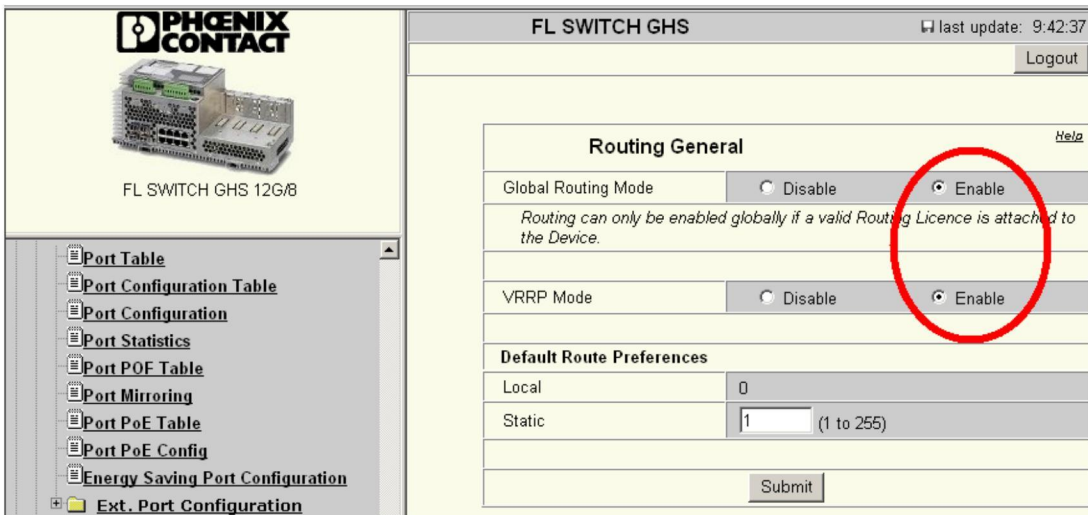 PHŒNIX
CONTACT
FL SWITCH GHS 12G/8
Port Table
Port Configuration Table
Port Configuration
Port Statistics
Port POF Table
Port Mirroring
Port PoE Table
Port PoE Config
Energy Saving Port Configuration
Ext. Port Configuration
FL SWITCH GHS
last update: 9:42:37
Logout
Routing General
Help
Global Routing Mode Disable Enable
Routing can only be enabled globally if a valid Routing Licence is attached to
the Device.
VRRP Mode Disable Enable
Default Route Preferences
Local 0
Static 1 (1 to 255)
Submit